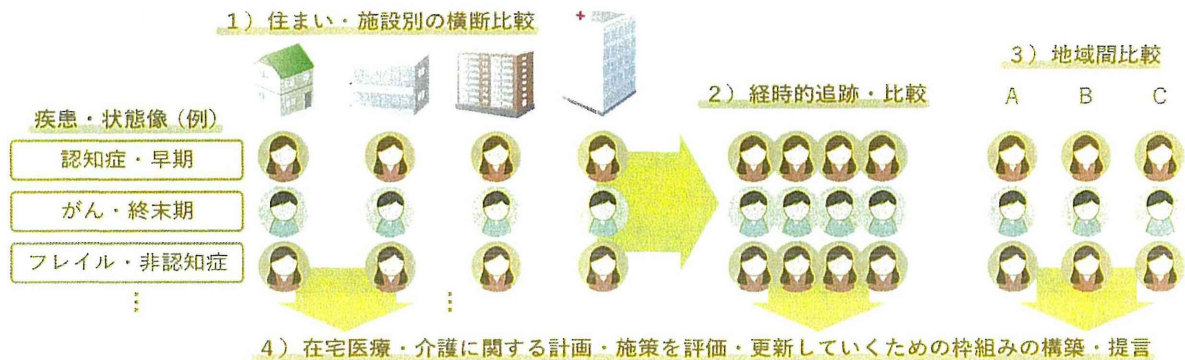 1）住まい・施設別の横断比較
3）地域間比較
2）経時的追跡・比較
A B C
疾患・状態像（例）
認知症・早期
がん・終末期
フレイル・非認知症
4）在宅医療・介護に関する計画・施策を評価・更新していくための枠組みの構築・提言